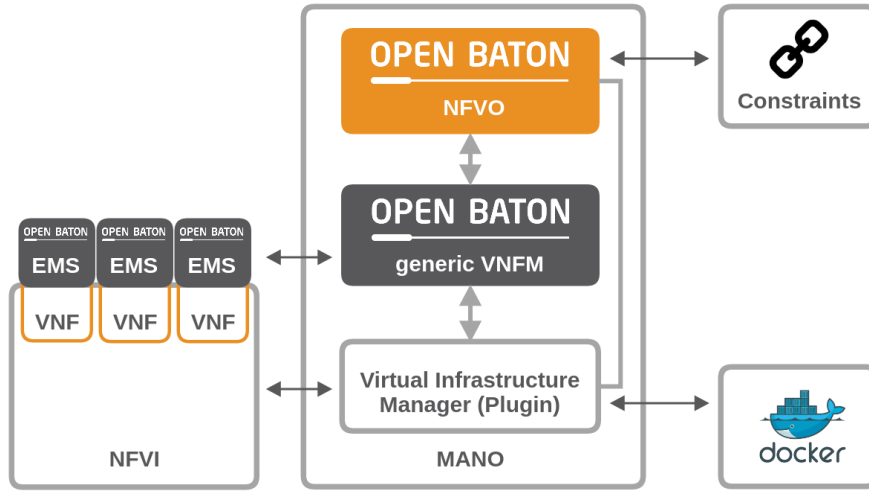 OPEN BATON
NFVO
Constraints
OPEN BATON
generic VNFM
OPEN BATON
EMS
OPEN BATON
EMS
OPEN BATON
EMS
VNF
VNF
VNF
Virtual Infrastructure
Manager (Plugin)
docker
NFVI
MANO